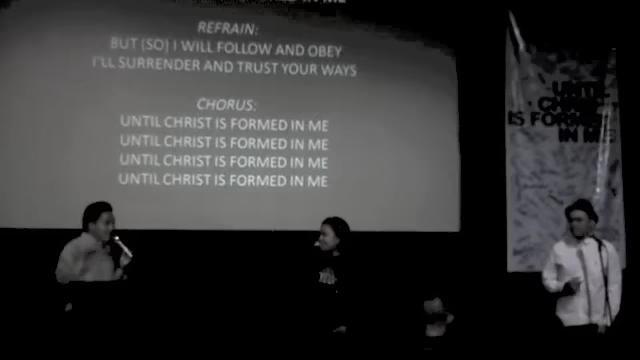 IN ME
REFRAIN:
BUT (SO) I WILL FOLLOW AND OBEY
I'LL SURRENDER AND TRUST YOUR WAYS
CHORUS:
UNTIL CHRIST IS FORMED IN ME
UNTIL CHRIST IS FORMED IN ME
UNTIL CHRIST IS FORMED IN ME
UNTIL CHRIST IS FORMED IN ME
UNTIL
CHRIST
IS FORMED
IN ME